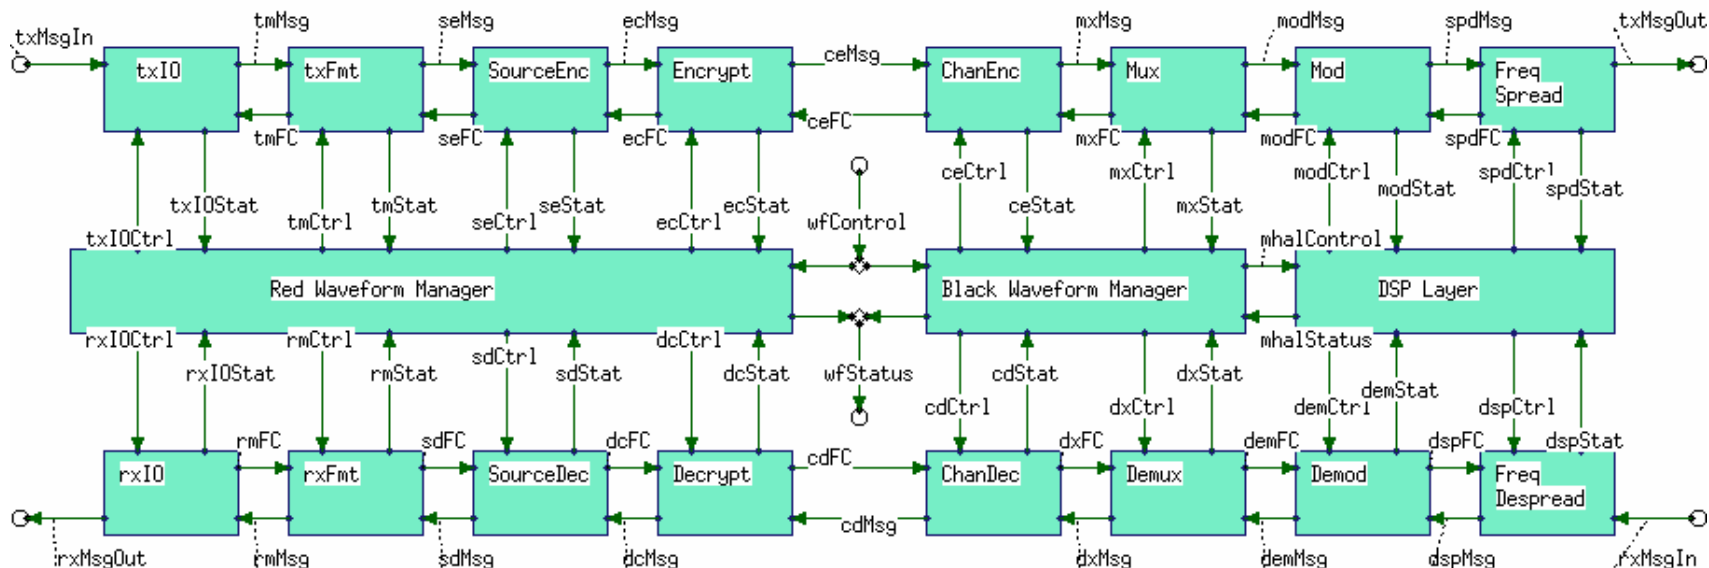 txMsgIn
tmMsg
seMsg
ecMsg
ceMsg
mxMsg
modMsg
spdMsg
txMsgOut
txIO
txFmt
SourceEnc
Encrypt
ChanEnc
Mux
Mod
Freq
Spread
tmFC
seFC
ecFC
ceFC
mxFC
modFC
spdFC
txIOCtrl
txIOStat
tmCtrl
tmStat
seCtrl
seStat
ecCtrl
ecStat
wfControl
ceCtrl
ceStat
mxCtrl
mxStat
modCtrl
modStat
spdCtrl
spdStat
mhalControl
Red Waveform Manager
Black Waveform Manager
DSP Layer
mhalStatus
rxIOCtrl
rxIOStat
rmCtrl
rmStat
sdCtrl
sdStat
dcCtrl
dcStat
wfStatus
cdCtrl
cdStat
dxCtrl
dxStat
demCtrl
demStat
dspCtrl
dspStat
rmFC
sdFC
dcFC
cdFC
dxFC
demFC
dspFC
rxIO
rxFmt
SourceDec
Decrypt
ChanDec
Demux
Demod
Freq
Despread
rxMsgOut
rmMsg
sdMsg
dcMsg
cdMsg
dxMsg
demMsg
dspMsg
rxMsgIn